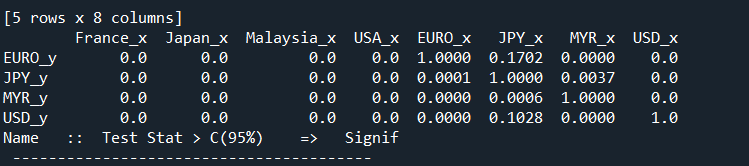 [5 rows x 8 columns]
France_x Japan_x Malaysia_x USA_x EURO_x JPY_x MYR_x USD_x
EURO_y 0.0 0.0 0.0 0.0 1.0000 0.1702 0.0000 0.0
JPY_y 0.0 0.0 0.0 0.0 0.0001 1.0000 0.0037 0.0
MYR_y 0.0 0.0 0.0 0.0 0.0000 0.0006 1.0000 0.0
USD_y 0.0 0.0 0.0 0.0 0.0000 0.1028 0.0000 1.0
Name :: Test Stat > C(95%) => Signif
----------------------------------------